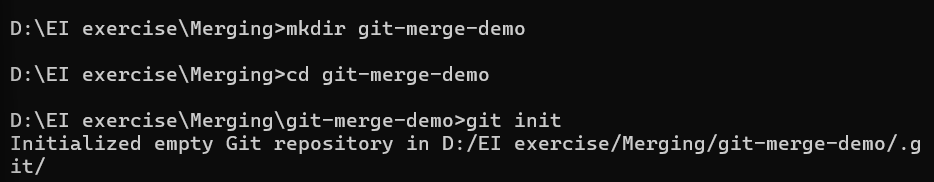 D:\EI exercise\Merging>mkdir git-merge-demo
D:\EI exercise\Merging>cd git-merge-demo
D:\EI exercise\Merging\git-merge-demo>git init
Initialized empty Git repository in D:/EI exercise/Merging/git-merge-demo/.g
it/